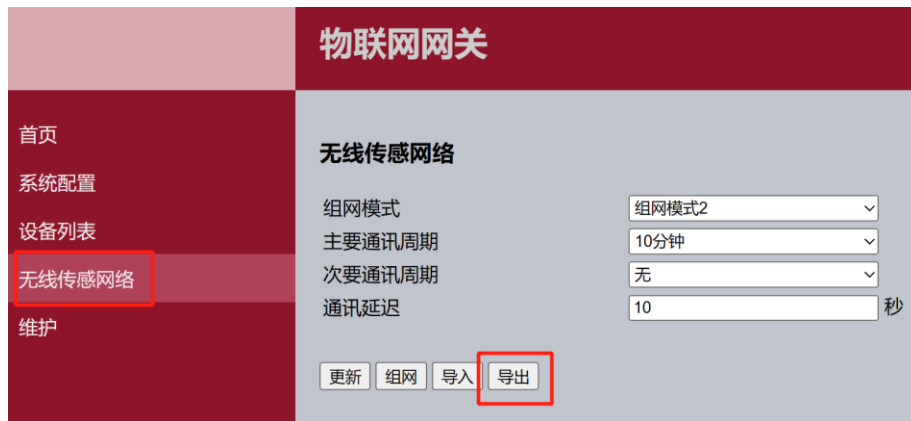 物联网网关
首页
系统配置
设备列表
无线传感网络
维护
无线传感网络
组网模式 组网模式2
主要通讯周期 10分钟
次要通讯周期 无
通讯延迟 10 秒
更新 组网 导入 导出